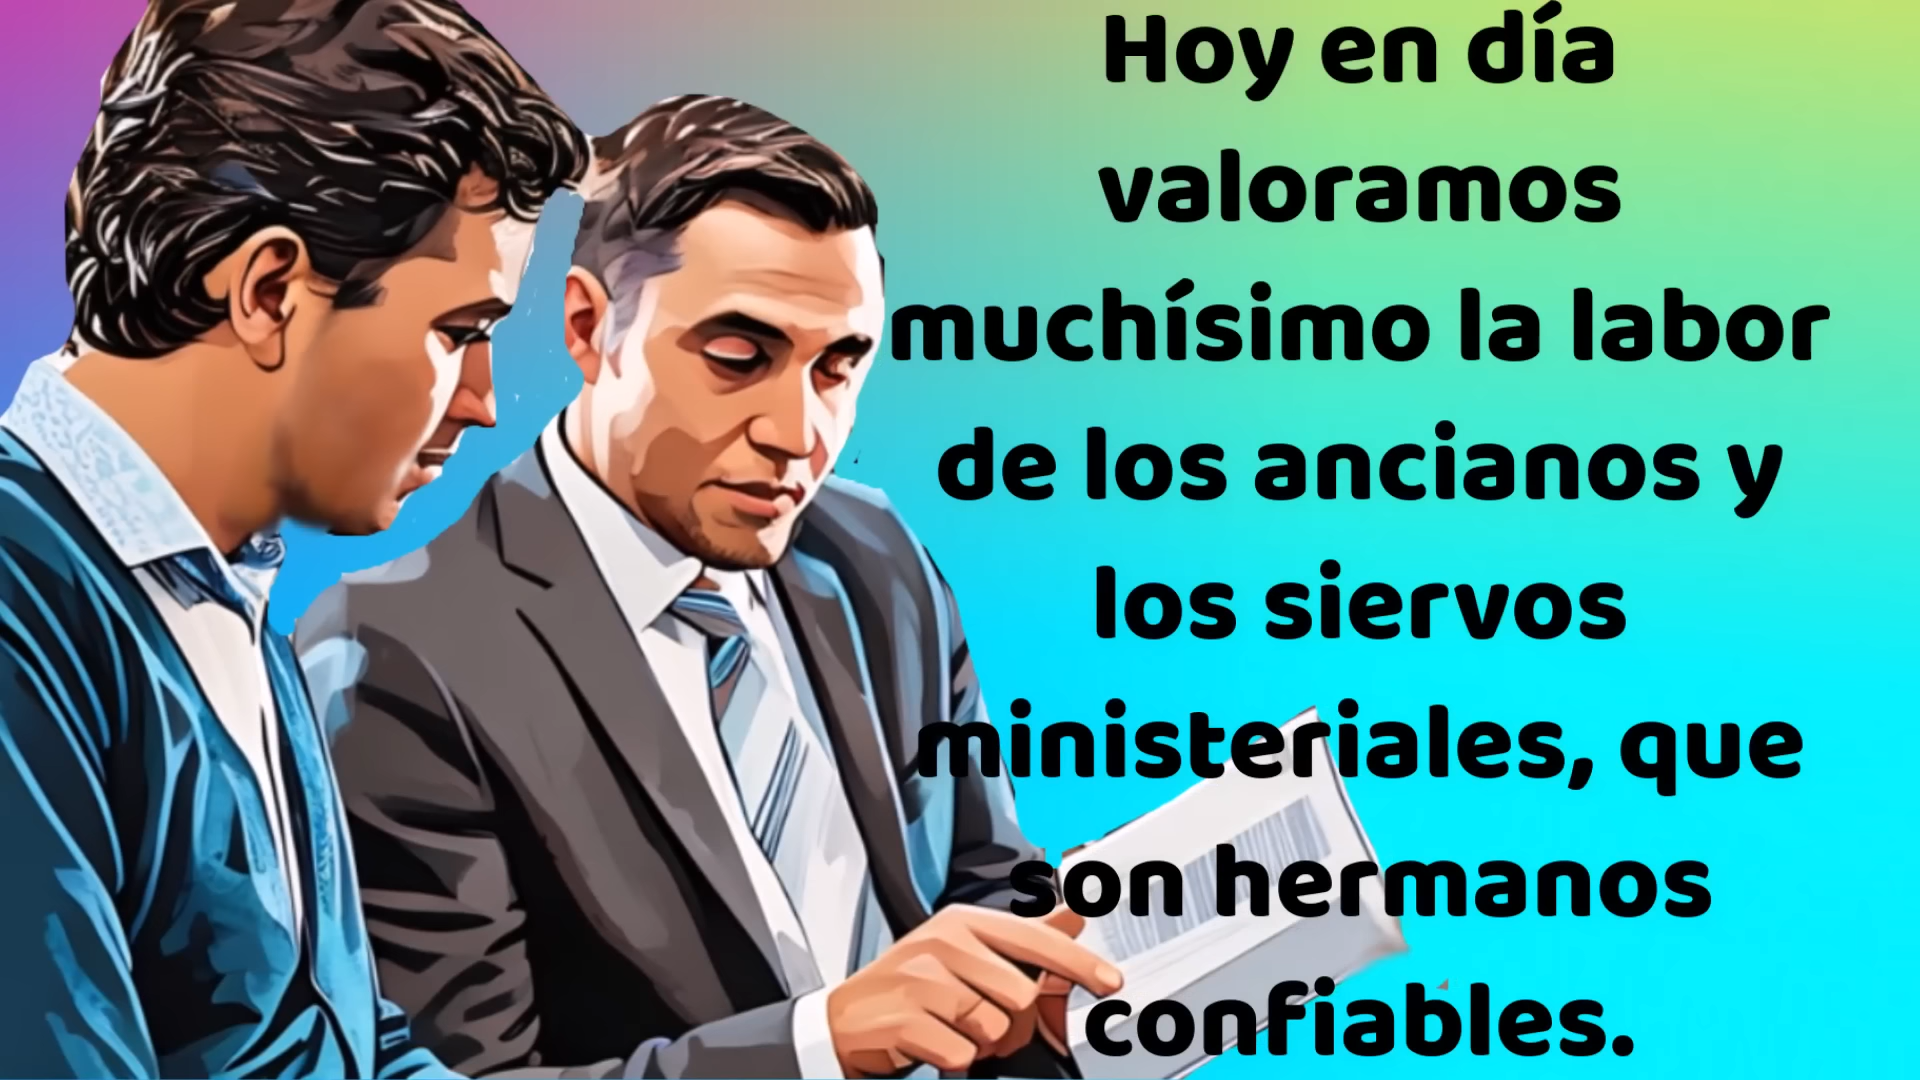 Hoy en día
valoramos
muchísimo la labor
de los ancianos y
los siervos
ministeriales, que
son hermanos
confiables.